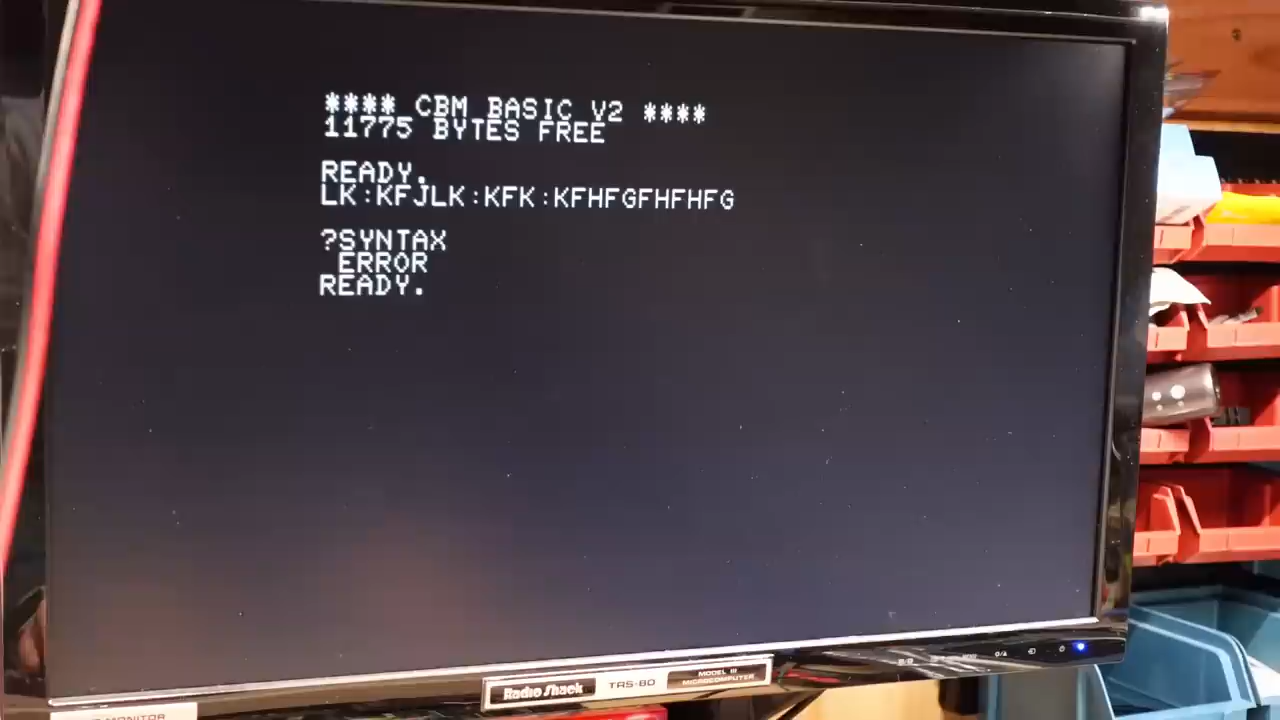 **** CBM BASIC V2 ****
11775 BYTES FREE
READY.
LK:KFJLK:KFK:KFHFGFHFHFG
?SYNTAX
ERROR
READY.
Radio Shack TRS-80 MODEL III
MICROCOMPUTER
MONITOR